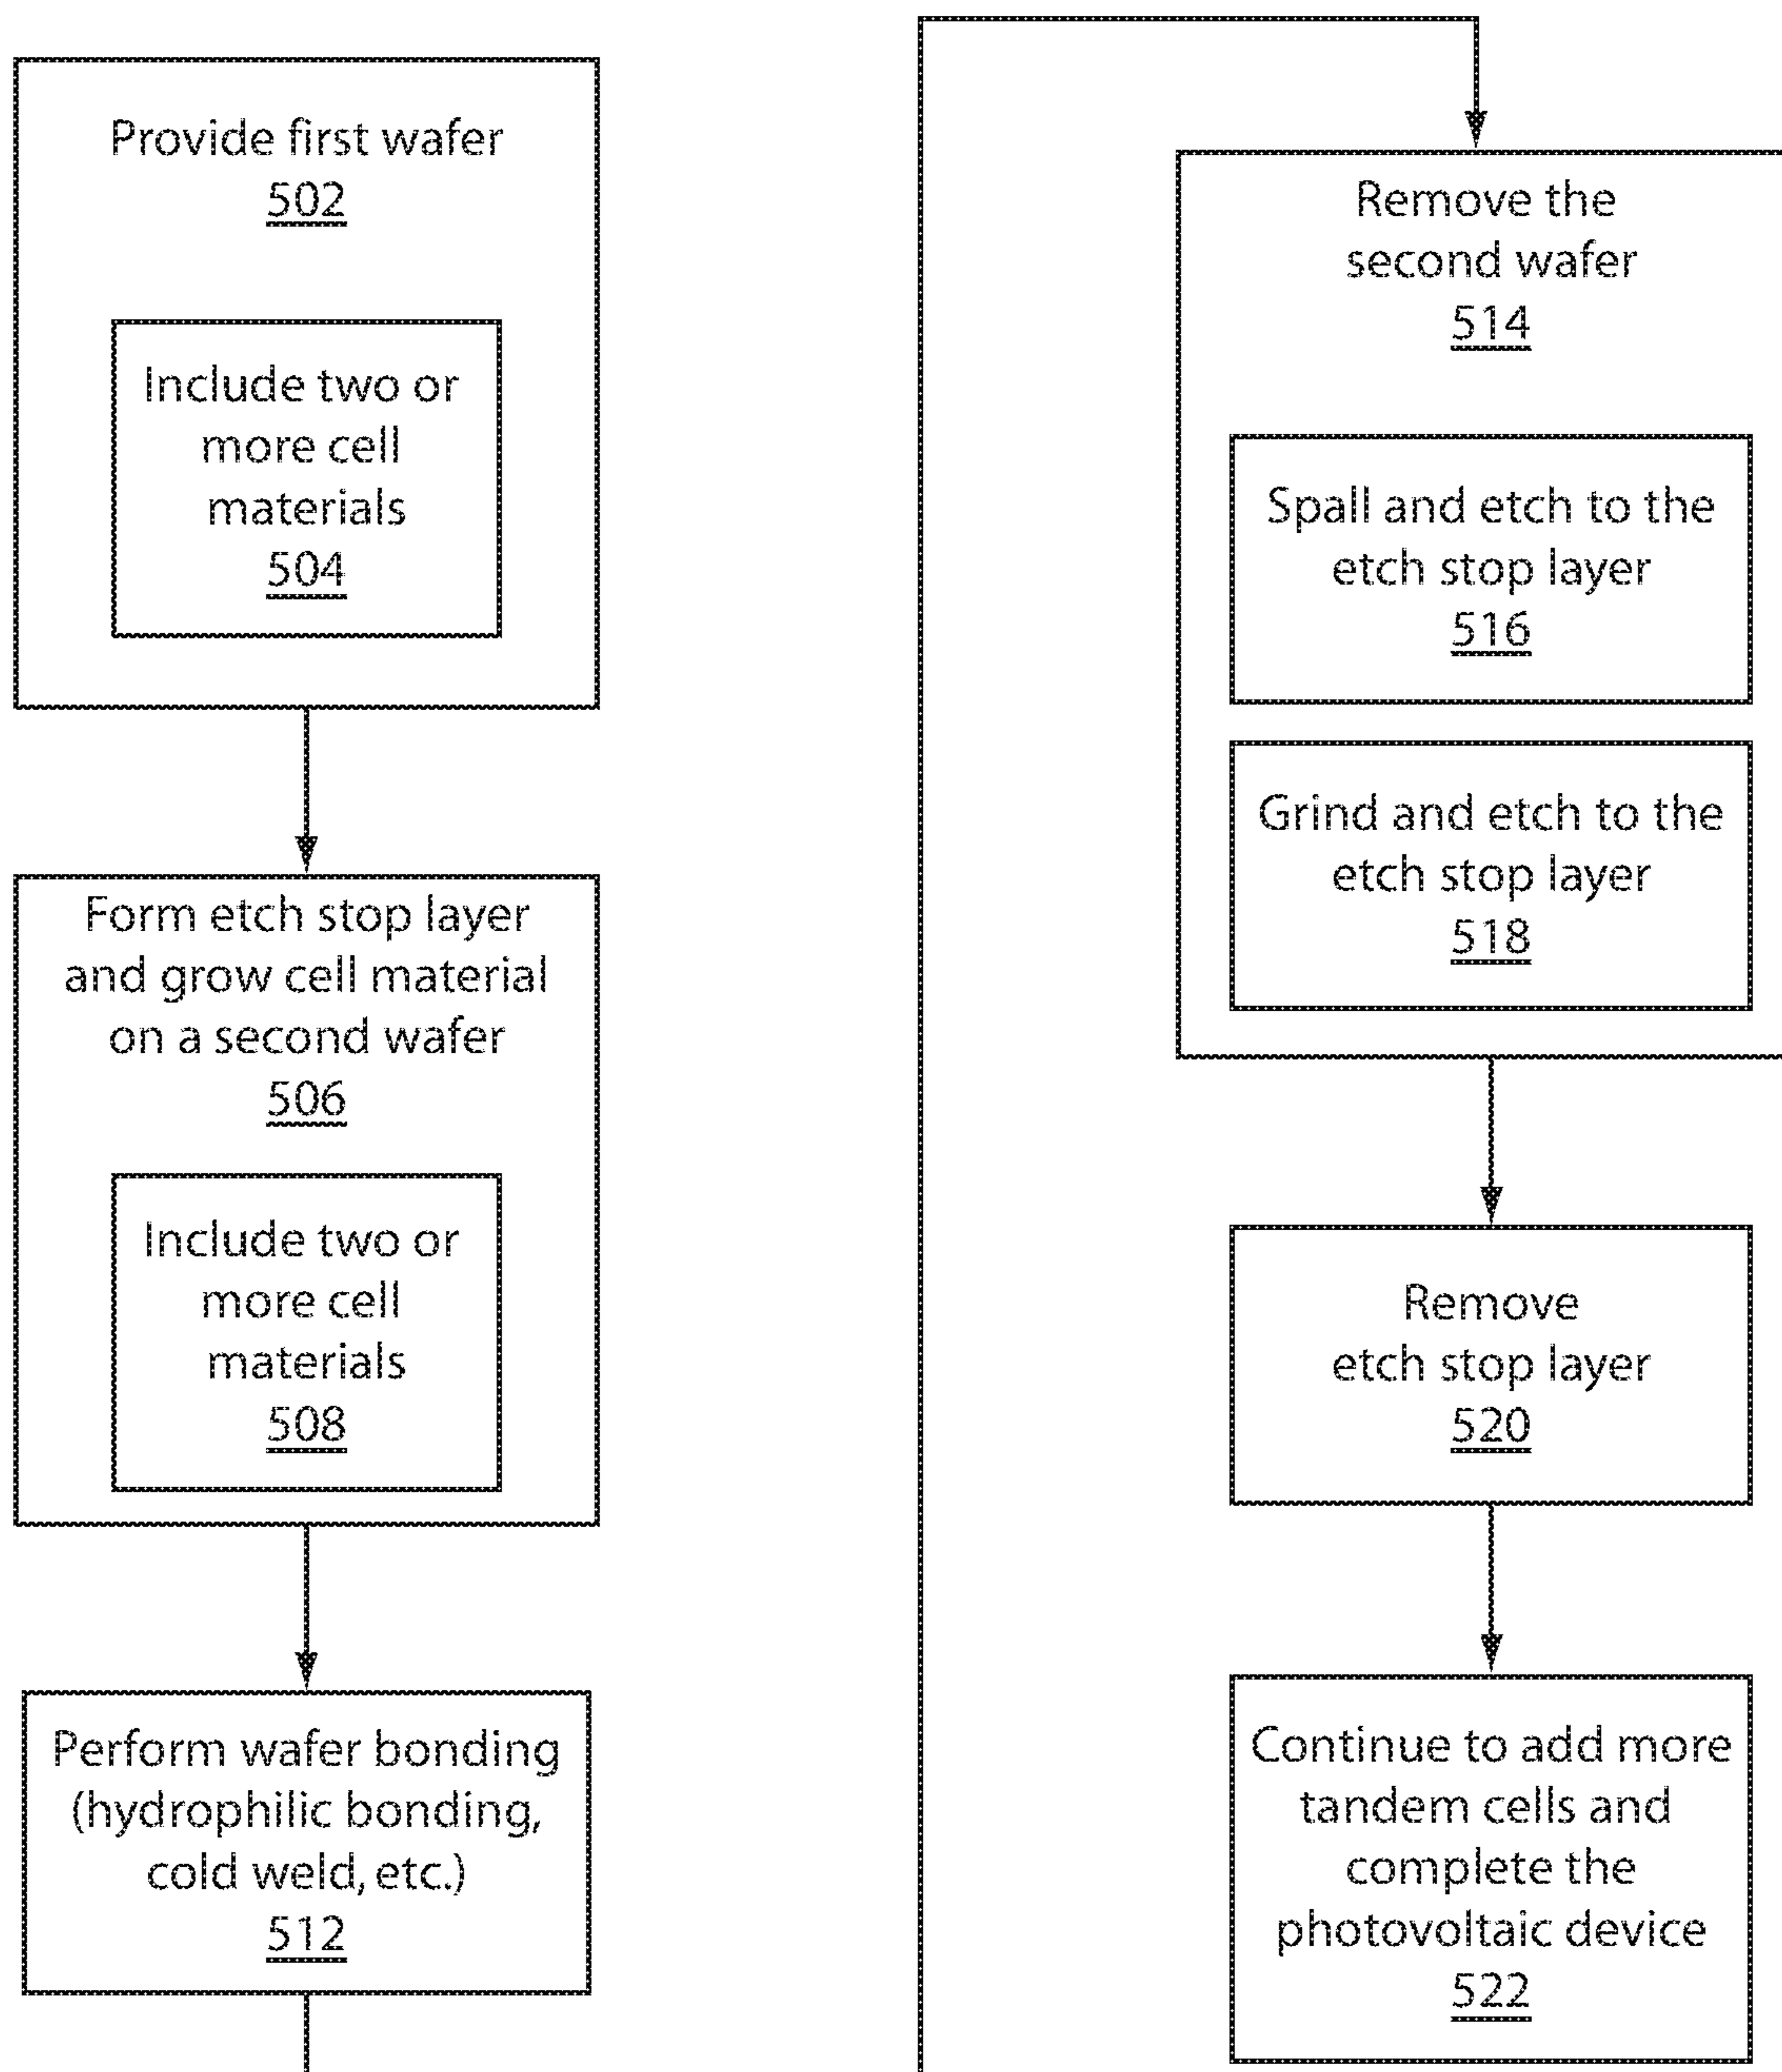 Provide first wafer
502
Include two or
more cell
materials
504
Form etch stop layer
and grow cell material
on a second wafer
506
Include two or
more cell
materials
508
Perform wafer bonding
(hydrophilic bonding,
cold weld, etc.)
512
Remove the
second wafer
514
Spall and etch to the
etch stop layer
516
Grind and etch to the
etch stop layer
518
Remove
etch stop layer
520
Continue to add more
tandem cells and
complete the
photovoltaic device
522